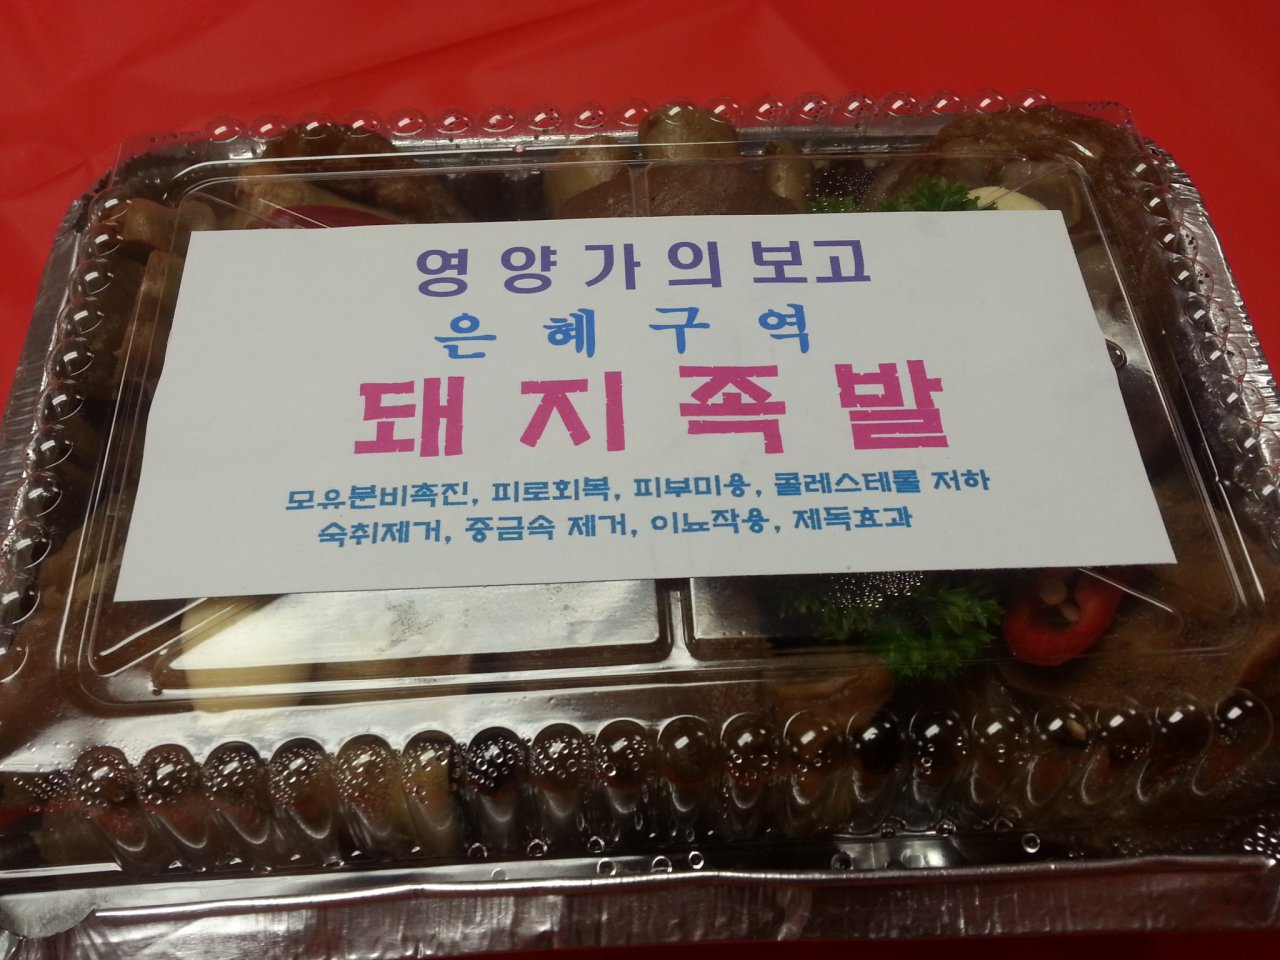 영양가의보고
은혜구역
돼지족발
모유분비촉진, 피로회복, 피부미용, 콜레스테롤 저하
숙취제거, 중금속 제거, 이뇨작용, 제독효과